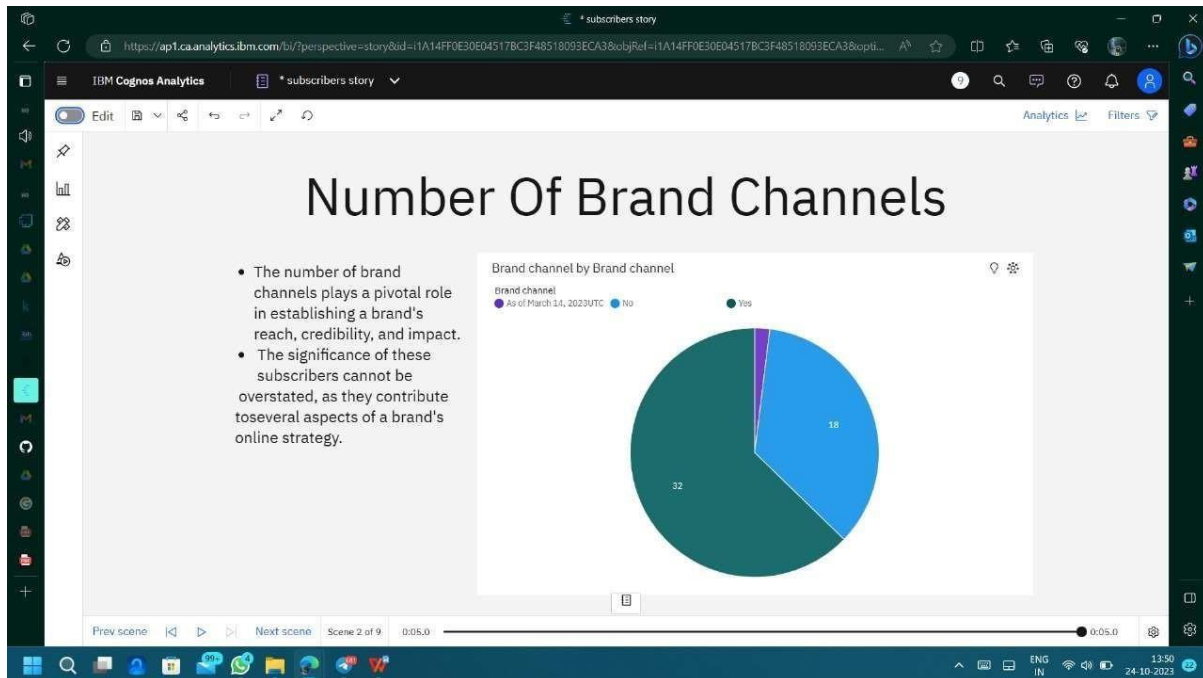 * subscribers story
https://ap1.ca.analytics.ibm.com/bi/?perspective=story&id=i1A14FF0E30E04517BC3F48518093ECA3&objRef=i1A14FF0E30E04517BC3F48518093ECA3&opti...
IBM Cognos Analytics
* subscribers story
9
Edit
Analytics
Filters
Number Of Brand Channels
• The number of brand
channels plays a pivotal role
in establishing a brand's
reach, credibility, and impact.
• The significance of these
subscribers cannot be
overstated, as they contribute
toseveral aspects of a brand's
online strategy.
Brand channel by Brand channel
Brand channel
As of March 14, 2023UTC No Yes
18
32
Prev scene
Next scene
Scene 2 of 9
0:05.0
0:05.0
99+
ENG
IN
13:50
24-10-2023
22